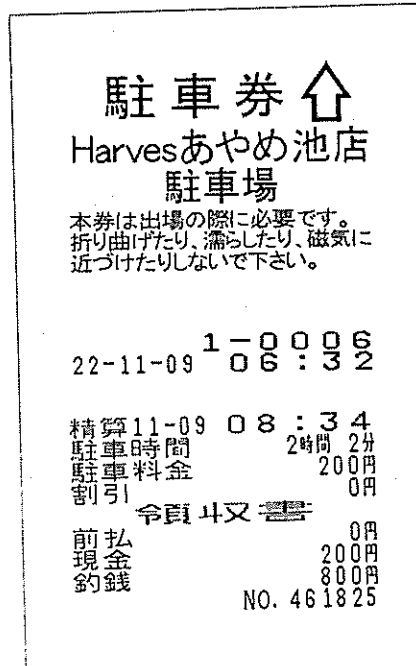 駐車券
Harvesあやめ池店
駐車場
本券は出場の際に必要です。
折り曲げたり、濡らしたり、磁気に
近づけたりしないで下さい。
1-0006
22-11-09 06:32
精算11-09 08:34
駐車時間 2時間 2分
駐車料金 200円
割引 0円
領収書
前払 0円
現金 200円
釣銭 800円
NO. 461825